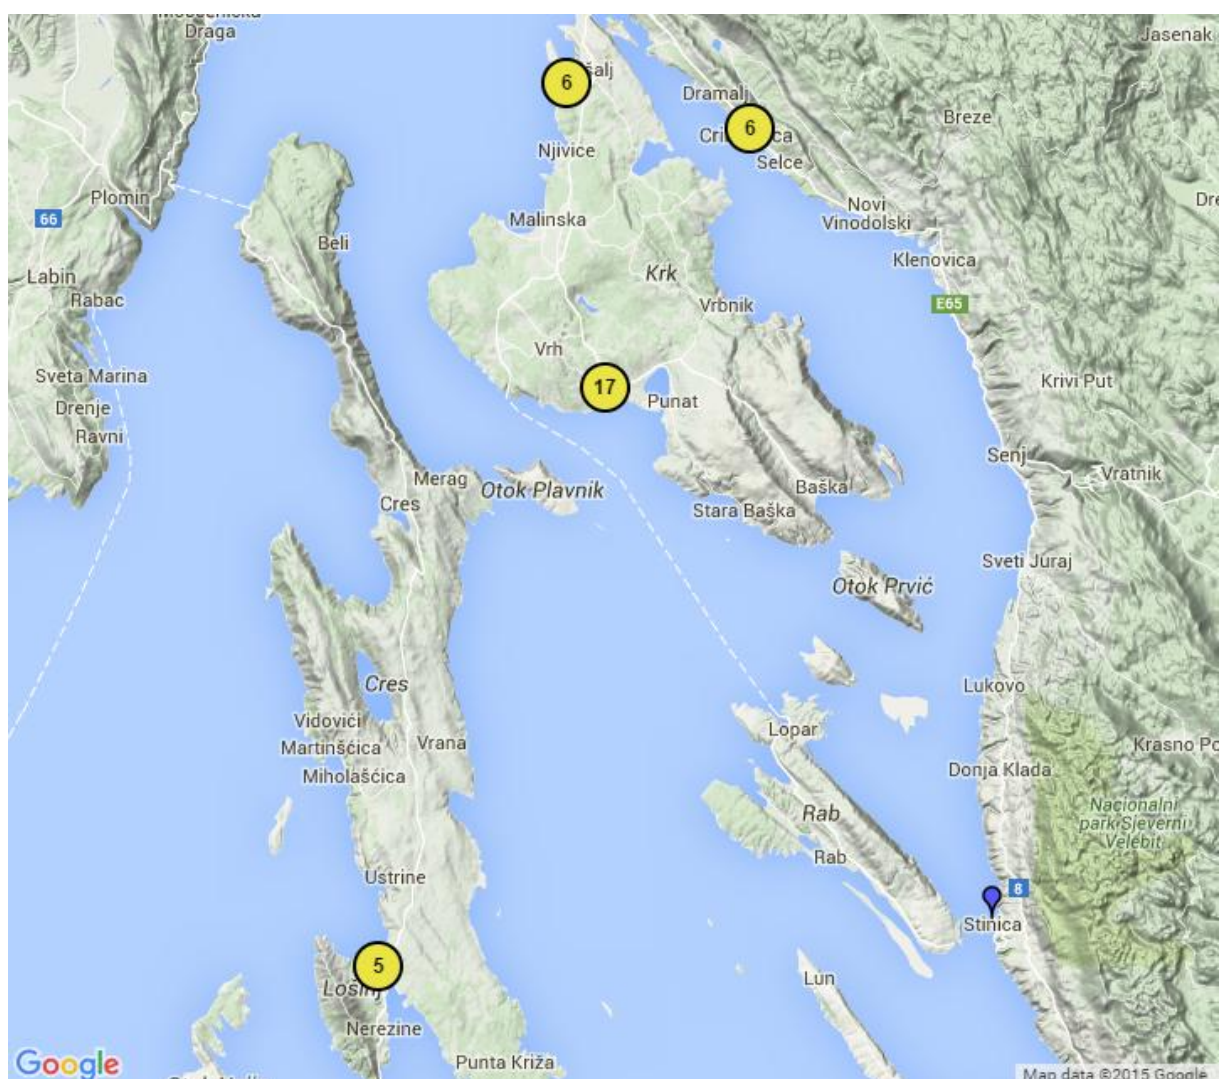 Draga
Jasenak
6
Dramalj
Breze
6
Njivice
Selce
Plomin
66
Malinska
Novi
Vinodolski
Beli
Klenovica
Krk
Labin
Rabac
Vrbnik
E65
Vrh
Sveta Marina
Krivi Put
17
Punat
Drenje
Ravni
Senj
Vratnik
Merag
Otok Plavnik
Baška
Cres
Stara Baška
Sveti Juraj
Otok Prvić
Cres
Lukovo
Vidovići
Lopar
Martinšćica
Vrana
Miholašćica
Donja Klada
Nacionalni
park Sjeverni
Velebit
Rab
Rab
Ustrine
8
Stinica
5
Lun
Lošinj
Nerezine
Punta Križa
Google
Map data ©2015 Google